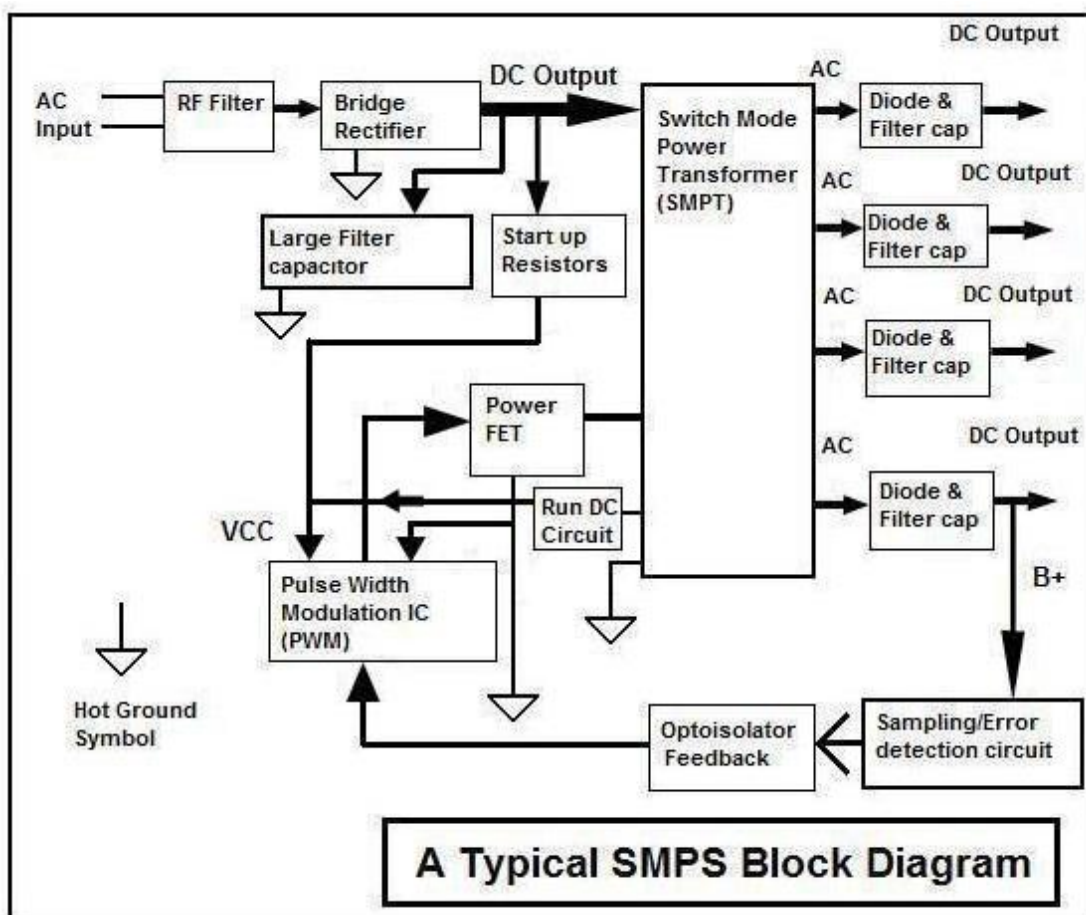 DC Output
AC
Input
RF Filter
Bridge
Rectifier
DC Output
Switch Mode
Power
Transformer
(SMPT)
AC
Diode &
Filter cap
DC Output
AC
Diode &
Filter cap
Large Filter
capacitor
Start up
Resistors
DC Output
AC
Diode &
Filter cap
Power
FET
DC Output
AC
Diode &
Filter cap
Run DC
Circuit
VCC
Pulse Width
Modulation IC
(PWM)
B+
Hot Ground
Symbol
Optoisolator
Feedback
Sampling/Error
detection circuit
A Typical SMPS Block Diagram